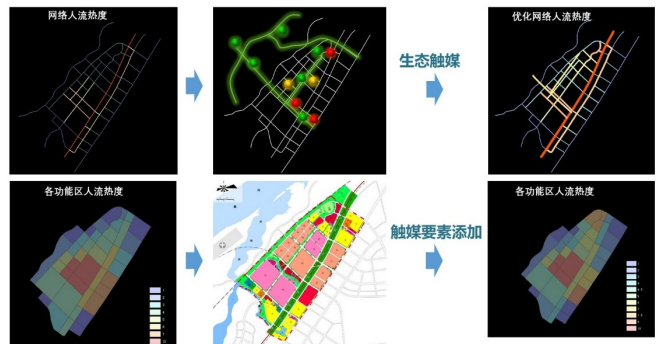 网络人流热度
生态触媒
优化网络人流热度
各功能区人流热度
触媒要素添加
各功能区人流热度